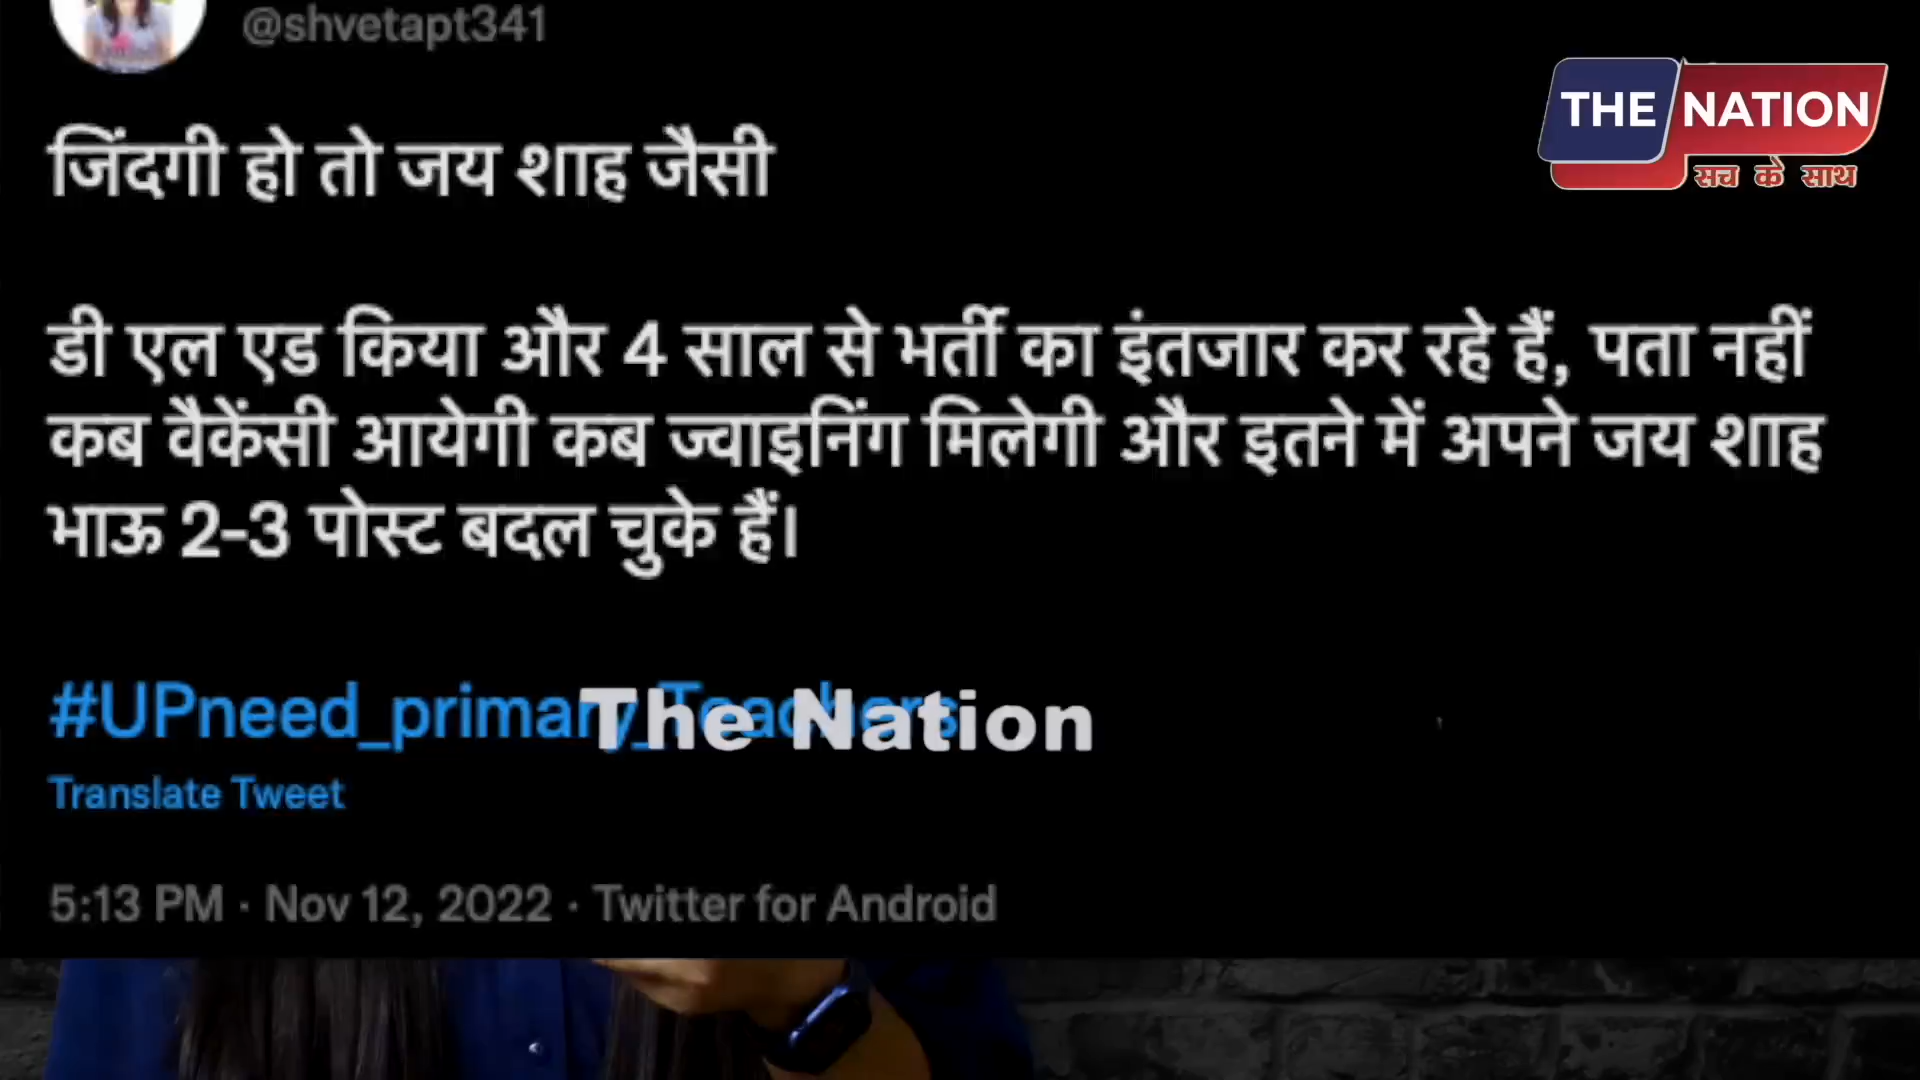 @shvetapt341
THE NATION
सच के साथ
जिंदगी हो तो जय शाह जैसी
डी एल एड किया और 4 साल से भर्ती का इंतजार कर रहे हैं, पता नहीं
कब वैकेंसी आयेगी कब ज्वाइनिंग मिलेगी और इतने में अपने जय शाह
भाऊ 2-3 पोस्ट बदल चुके हैं।
#UPneed_primary_Teachers
The Nation
Translate Tweet
5:13 PM · Nov 12, 2022 · Twitter for Android